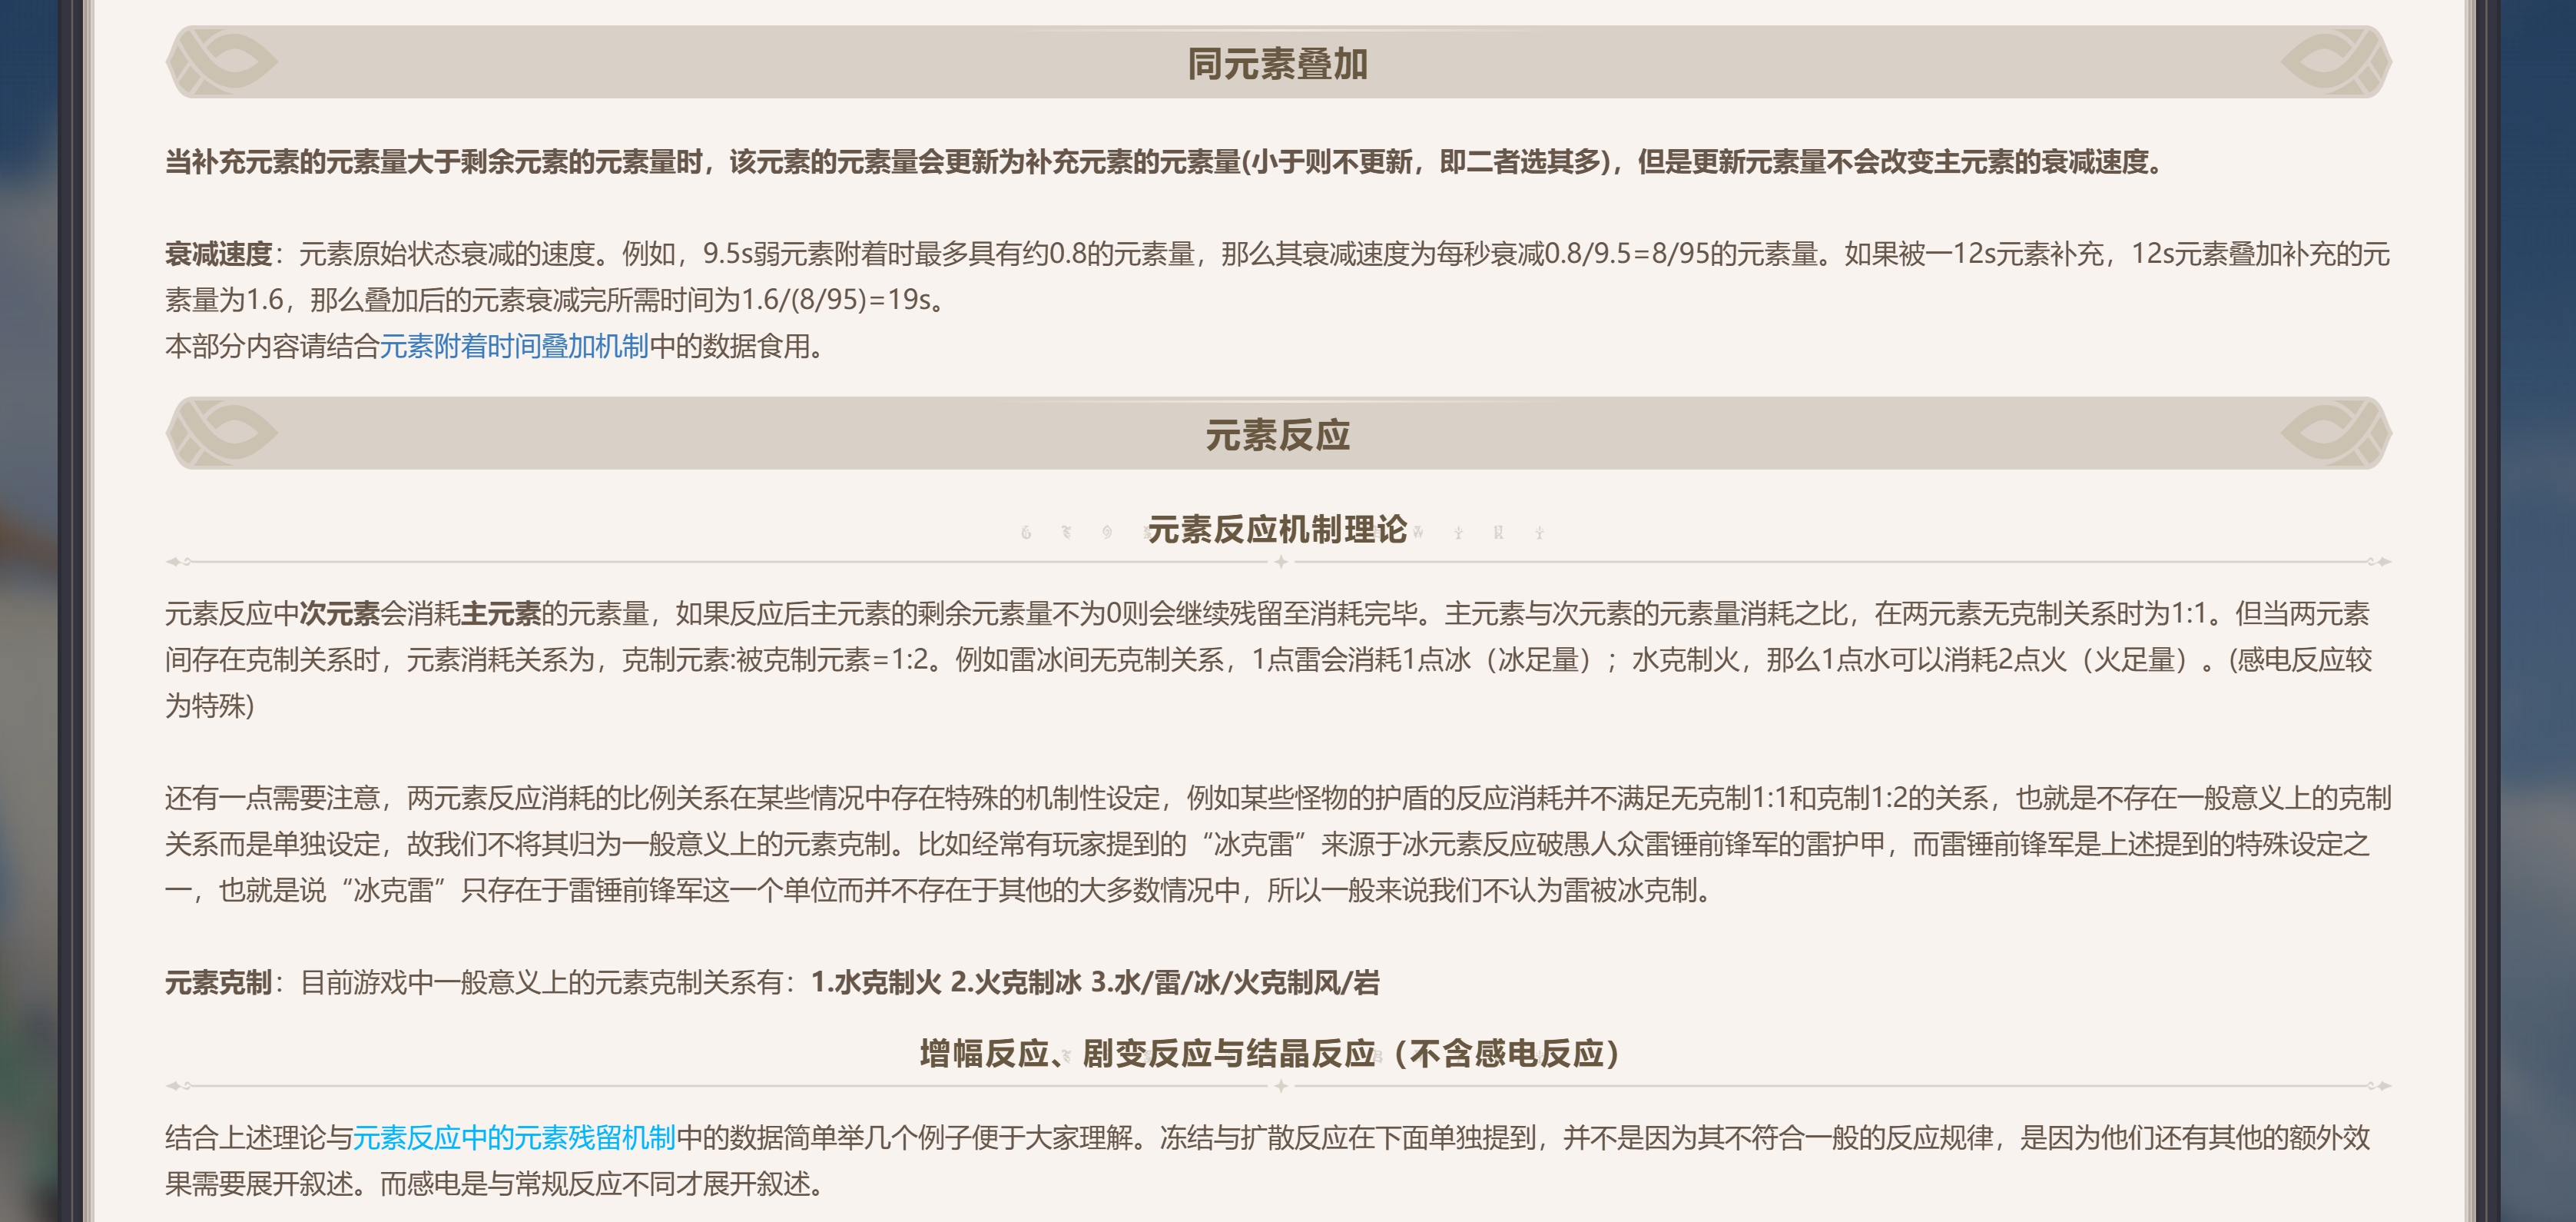 同元素叠加
当补充元素的元素量大于剩余元素的元素量时，该元素的元素量会更新为补充元素的元素量(小于则不更新，即二者选其多)，但是更新元素量不会改变主元素的衰减速度。
衰减速度：元素原始状态衰减的速度。例如，9.5s弱元素附着时最多具有约0.8的元素量，那么其衰减速度为每秒衰减0.8/9.5=8/95的元素量。如果被一12s元素补充，12s元素叠加补充的元
素量为1.6，那么叠加后的元素衰减完所需时间为1.6/(8/95)=19s。
本部分内容请结合元素附着时间叠加机制中的数据食用。
元素反应
元素反应机制理论
元素反应中次元素会消耗主元素的元素量，如果反应后主元素的剩余元素量不为0则会继续残留至消耗完毕。主元素与次元素的元素量消耗之比，在两元素无克制关系时为1:1。但当两元素
间存在克制关系时，元素消耗关系为，克制元素:被克制元素=1:2。例如雷冰间无克制关系，1点雷会消耗1点冰（冰足量）；水克制火，那么1点水可以消耗2点火（火足量）。(感电反应较
为特殊)
还有一点需要注意，两元素反应消耗的比例关系在某些情况中存在特殊的机制性设定，例如某些怪物的护盾的反应消耗并不满足无克制1:1和克制1:2的关系，也就是不存在一般意义上的克制
关系而是单独设定，故我们不将其归为一般意义上的元素克制。比如经常有玩家提到的“冰克雷”来源于冰元素反应破愚人众雷锤前锋军的雷护甲，而雷锤前锋军是上述提到的特殊设定之
一，也就是说“冰克雷”只存在于雷锤前锋军这一个单位而并不存在于其他的大多数情况中，所以一般来说我们不认为雷被冰克制。
元素克制：目前游戏中一般意义上的元素克制关系有：1.水克制火 2.火克制冰 3.水/雷/冰/火克制风/岩
增幅反应、剧变反应与结晶反应（不含感电反应）
结合上述理论与元素反应中的元素残留机制中的数据简单举几个例子便于大家理解。冻结与扩散反应在下面单独提到，并不是因为其不符合一般的反应规律，是因为他们还有其他的额外效
果需要展开叙述。而感电是与常规反应不同才展开叙述。